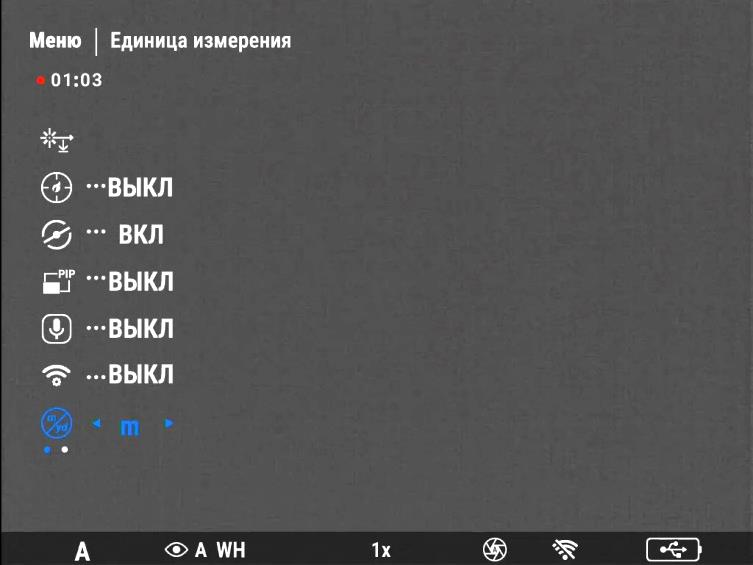 Меню | Единица измерения
01:03
···ВЫКЛ
··· ВКЛ
PIP ···ВЫКЛ
···ВЫКЛ
...ВЫКЛ
m/yd m
A A WH 1x